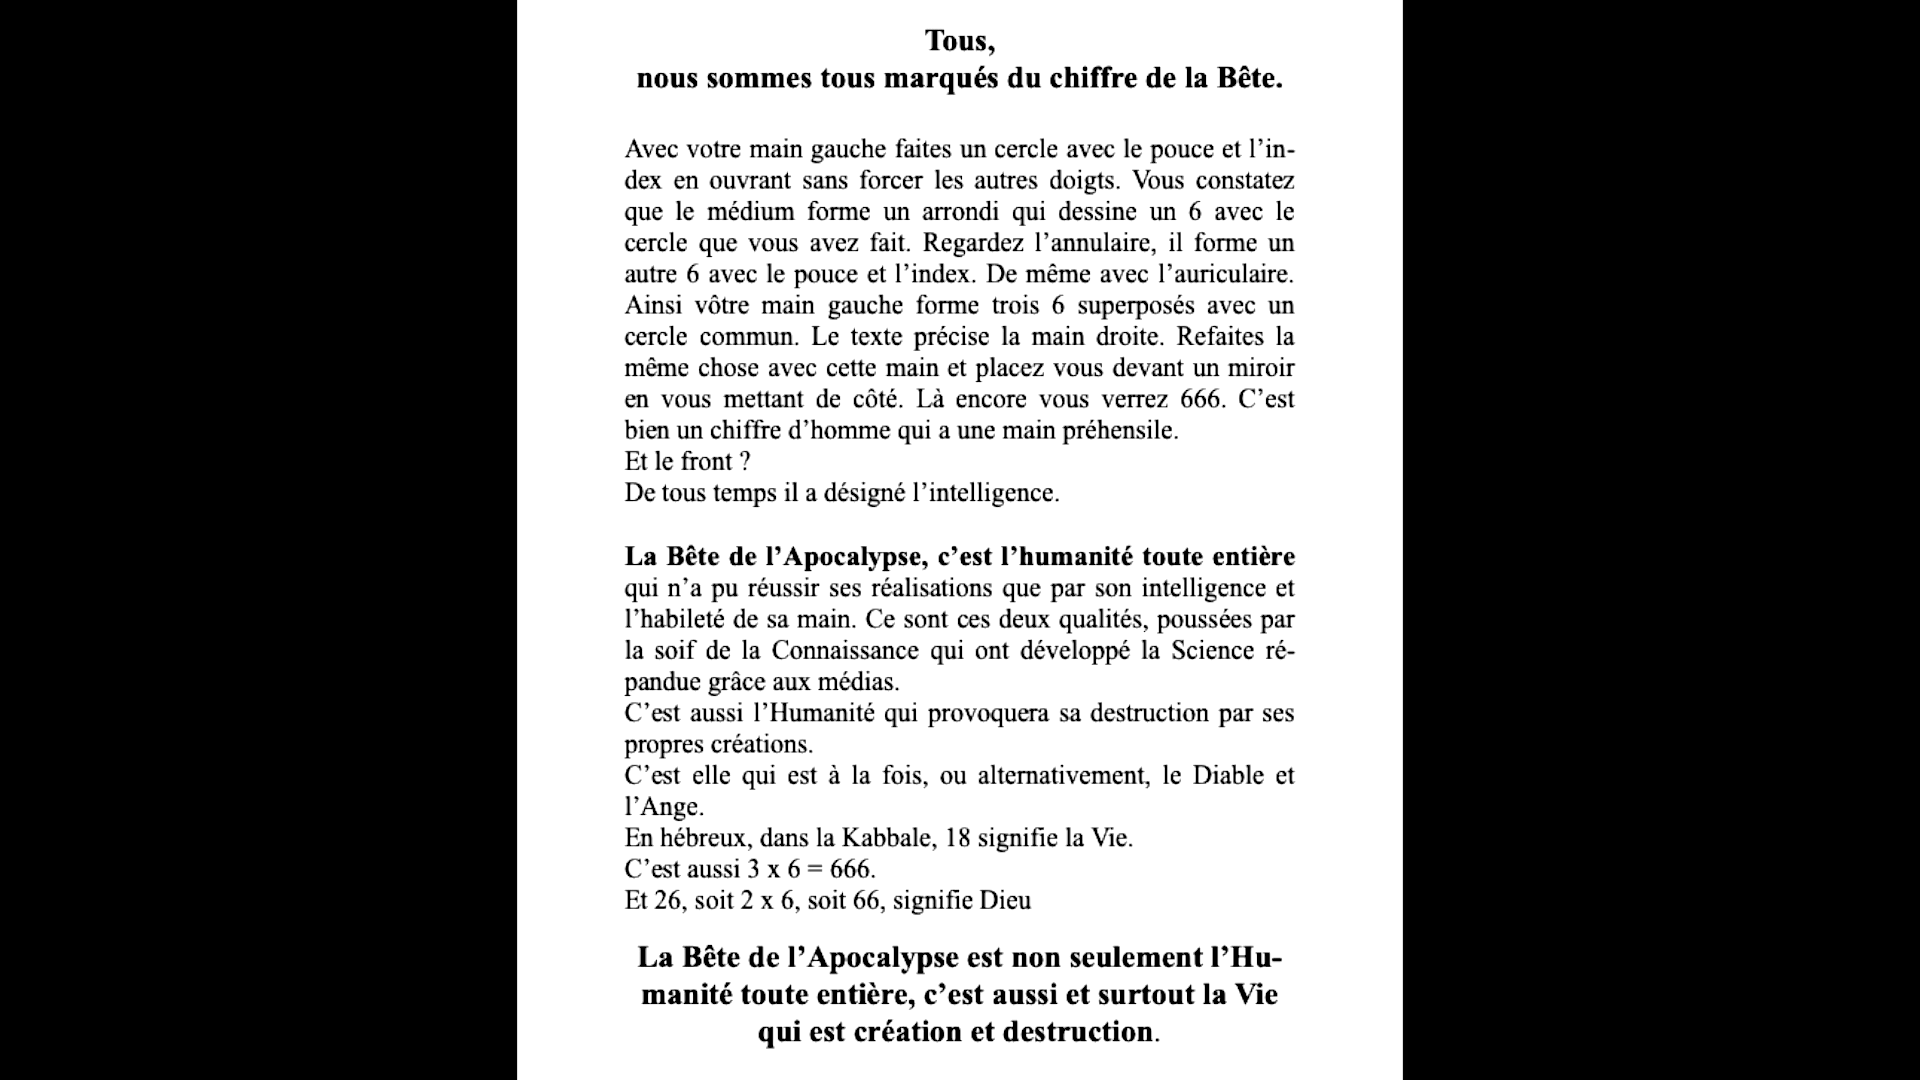 Tous,
nous sommes tous marqués du chiffre de la Bête.
Avec votre main gauche faites un cercle avec le pouce et l'in-
dex en ouvrant sans forcer les autres doigts. Vous constatez
que le médium forme un arrondi qui dessine un 6 avec le
cercle que vous avez fait. Regardez l'annulaire, il forme un
autre 6 avec le pouce et l'index. De même avec l'auriculaire.
Ainsi vôtre main gauche forme trois 6 superposés avec un
cercle commun. Le texte précise la main droite. Refaites la
même chose avec cette main et placez vous devant un miroir
en vous mettant de côté. Là encore vous verrez 666. C'est
bien un chiffre d'homme qui a une main préhensile.
Et le front ?
De tous temps il a désigné l'intelligence.
La Bête de l'Apocalypse, c'est l'humanité toute entière
qui n'a pu réussir ses réalisations que par son intelligence et
l'habileté de sa main. Ce sont ces deux qualités, poussées par
la soif de la Connaissance qui ont développé la Science ré-
pandue grâce aux médias.
C'est aussi l'Humanité qui provoquera sa destruction par ses
propres créations.
C'est elle qui est à la fois, ou alternativement, le Diable et
l'Ange.
En hébreux, dans la Kabbale, 18 signifie la Vie.
C'est aussi 3 x 6 = 666.
Et 26, soit 2 x 6, soit 66, signifie Dieu
La Bête de l'Apocalypse est non seulement l'Hu-
manité toute entière, c'est aussi et surtout la Vie
qui est création et destruction.